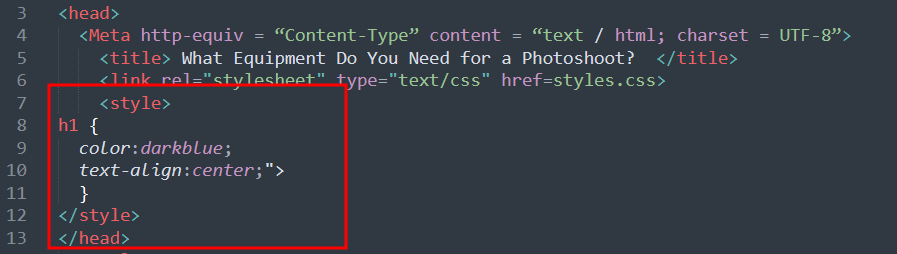 3 <head>
4 <Meta http-equiv = “Content-Type” content = “text / html; charset = UTF-8”>
5 <title> What Equipment Do You Need for a Photoshoot?  </title>
6 <link rel="stylesheet" type="text/css" href=styles.css>
7 <style>
8 h1 {
9 color:darkblue;
10 text-align:center;">
11 }
12 </style>
13 </head>